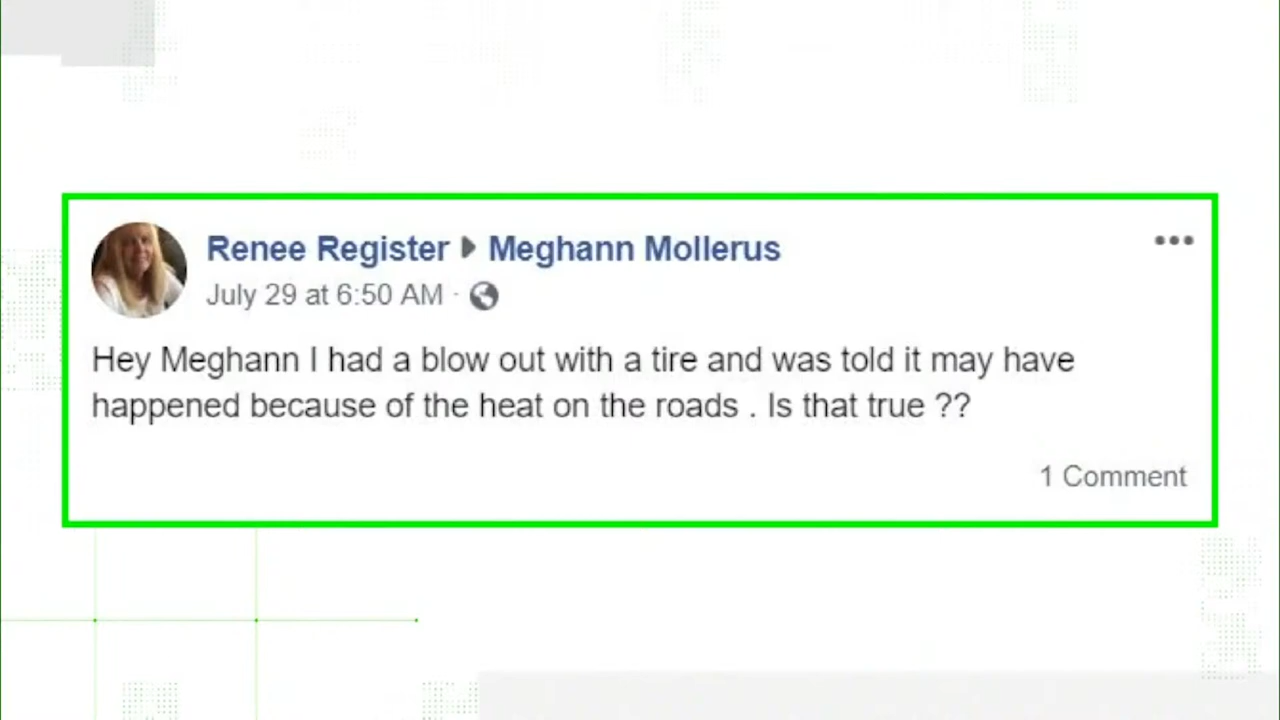 Renee Register ▶ Meghann Mollerus
July 29 at 6:50 AM ·
Hey Meghann I had a blow out with a tire and was told it may have
happened because of the heat on the roads . Is that true ??
1 Comment